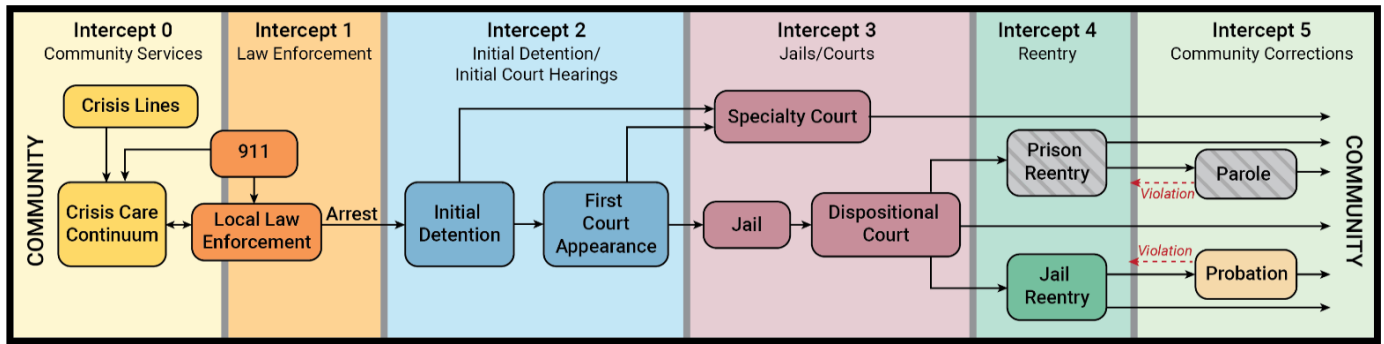 Intercept 0
Community Services
Intercept 1
Law Enforcement
Intercept 2
Initial Detention/
Initial Court Hearings
Intercept 3
Jails/Courts
Intercept 4
Reentry
Intercept 5
Community Corrections
COMMUNITY
Crisis Lines
911
Crisis Care
Continuum
Local Law
Enforcement
Arrest
Initial
Detention
First
Court
Appearance
Specialty Court
Jail
Dispositional
Court
Prison
Reentry
Parole
Violation
Jail
Reentry
Violation
Probation
COMMUNITY